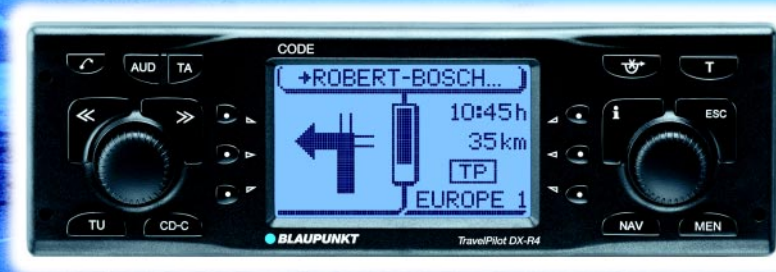 CODE
AUD TA
T
→ROBERT-BOSCH...
10:45h
i ESC
35km
TP
EUROPE 1
TU CD-C
NAV MEN
BLAUPUNKT TravelPilot DX-R4